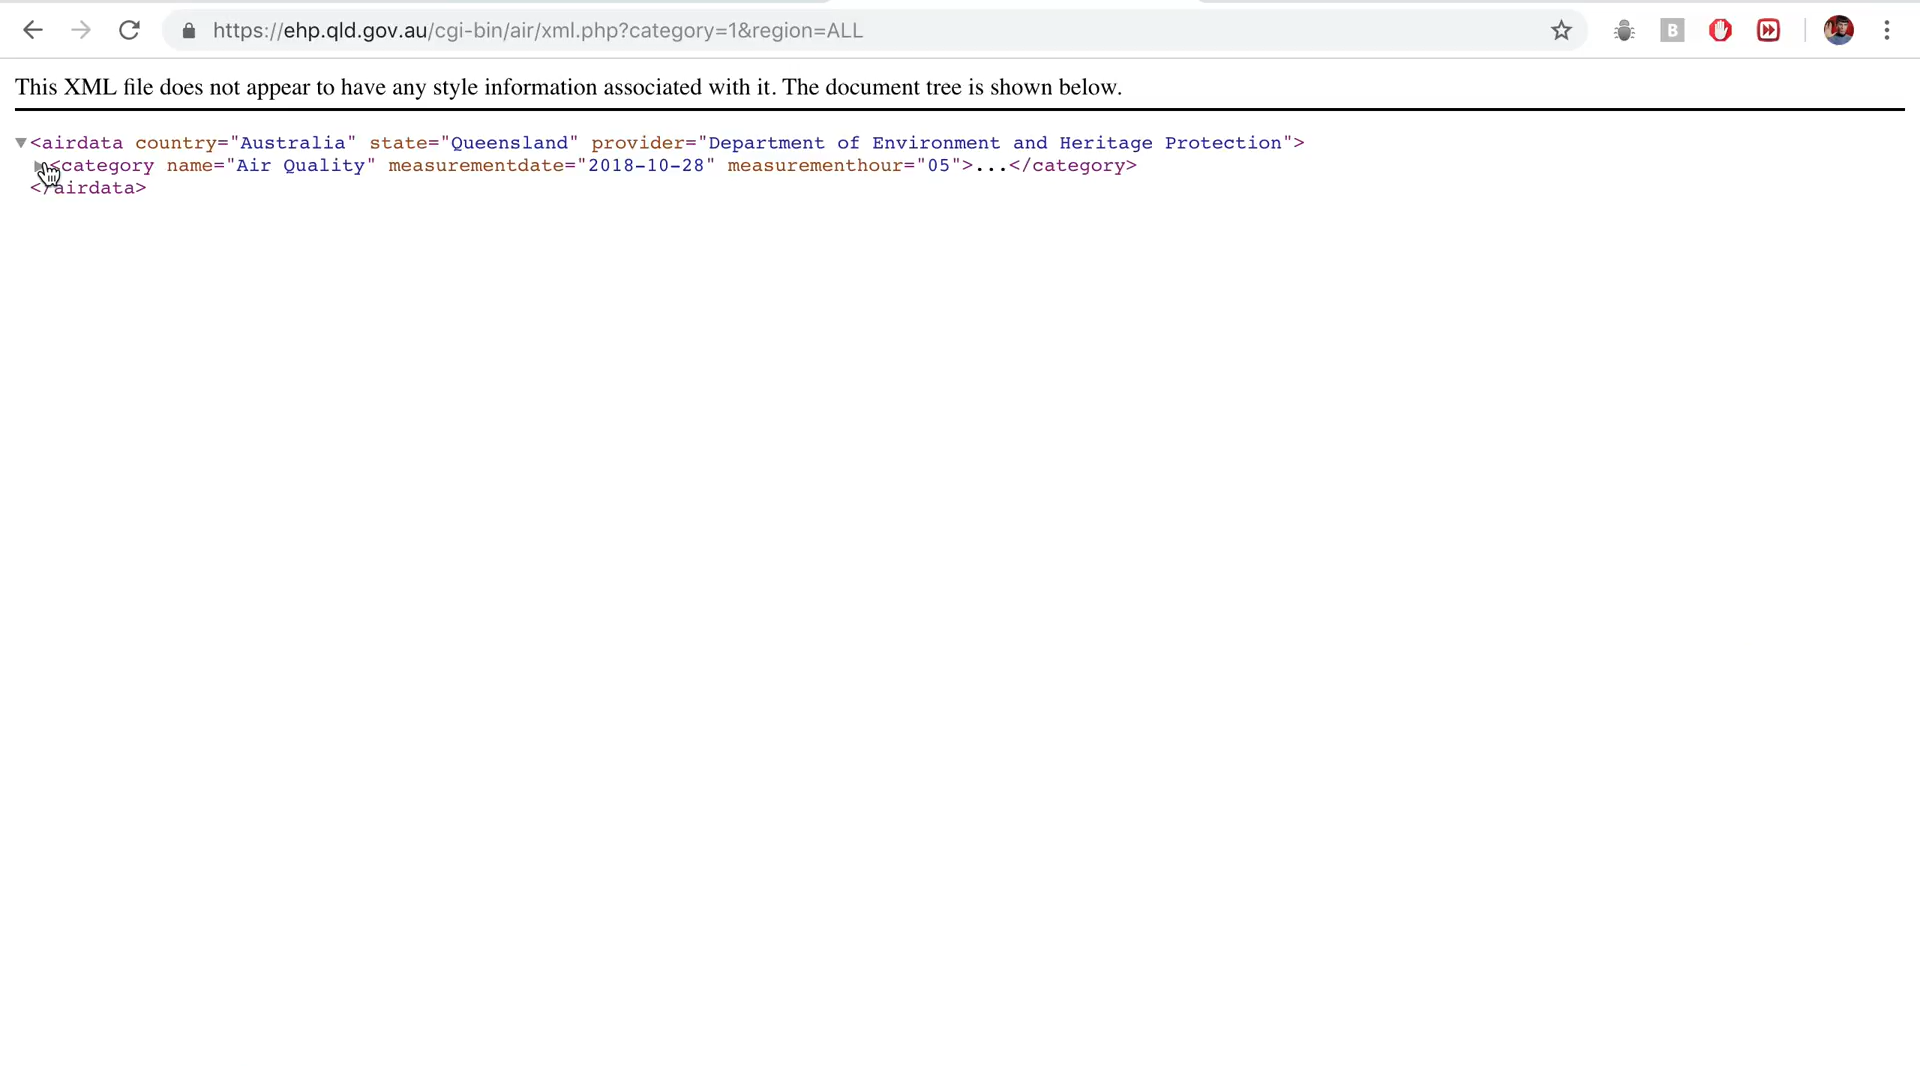 https://ehp.qld.gov.au/cgi-bin/air/xml.php?category=1&region=ALL
B
This XML file does not appear to have any style information associated with it. The document tree is shown below.
<airdata country="Australia" state="Queensland" provider="Department of Environment and Heritage Protection">
<category name="Air Quality" measurementdate="2018-10-28" measurementhour="05">...</category>
</airdata>